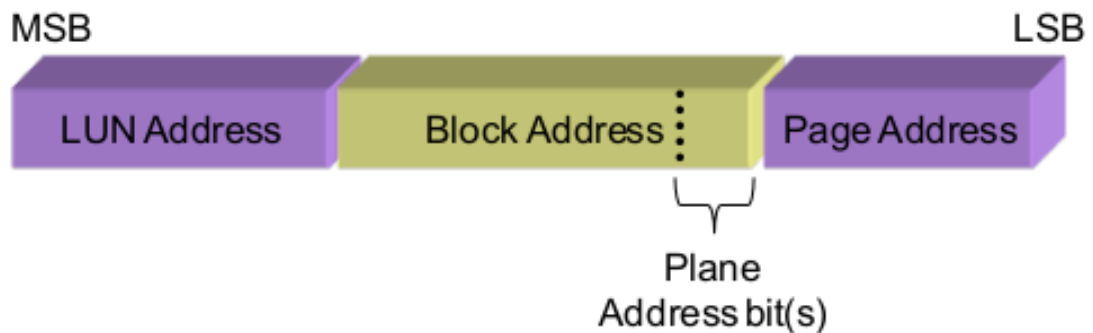 MSB LSB
LUN Address Block Address Page Address
Plane
Address bit(s)